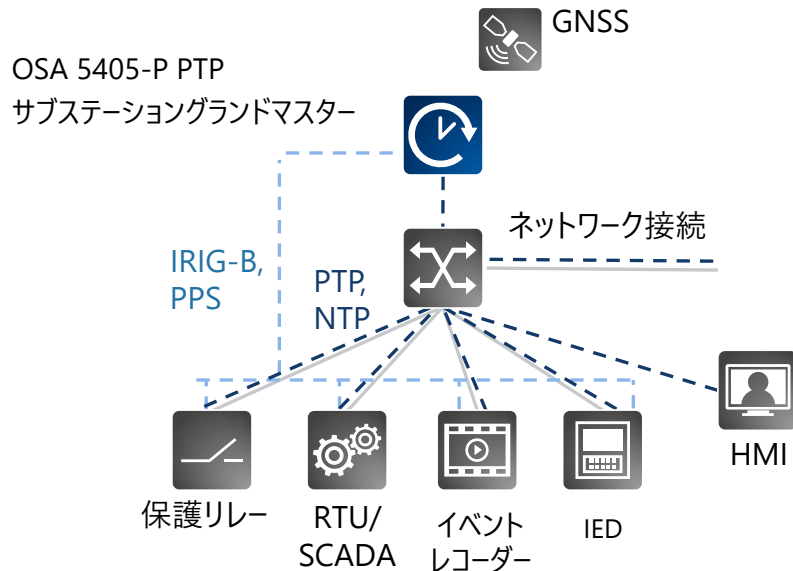 GNSS
OSA 5405-P PTP
サブステーショングランドマスター
ネットワーク接続
IRIG-B,
PPS
PTP,
NTP
保護リレー
RTU/
SCADA
イベント
レコーダー
IED
HMI